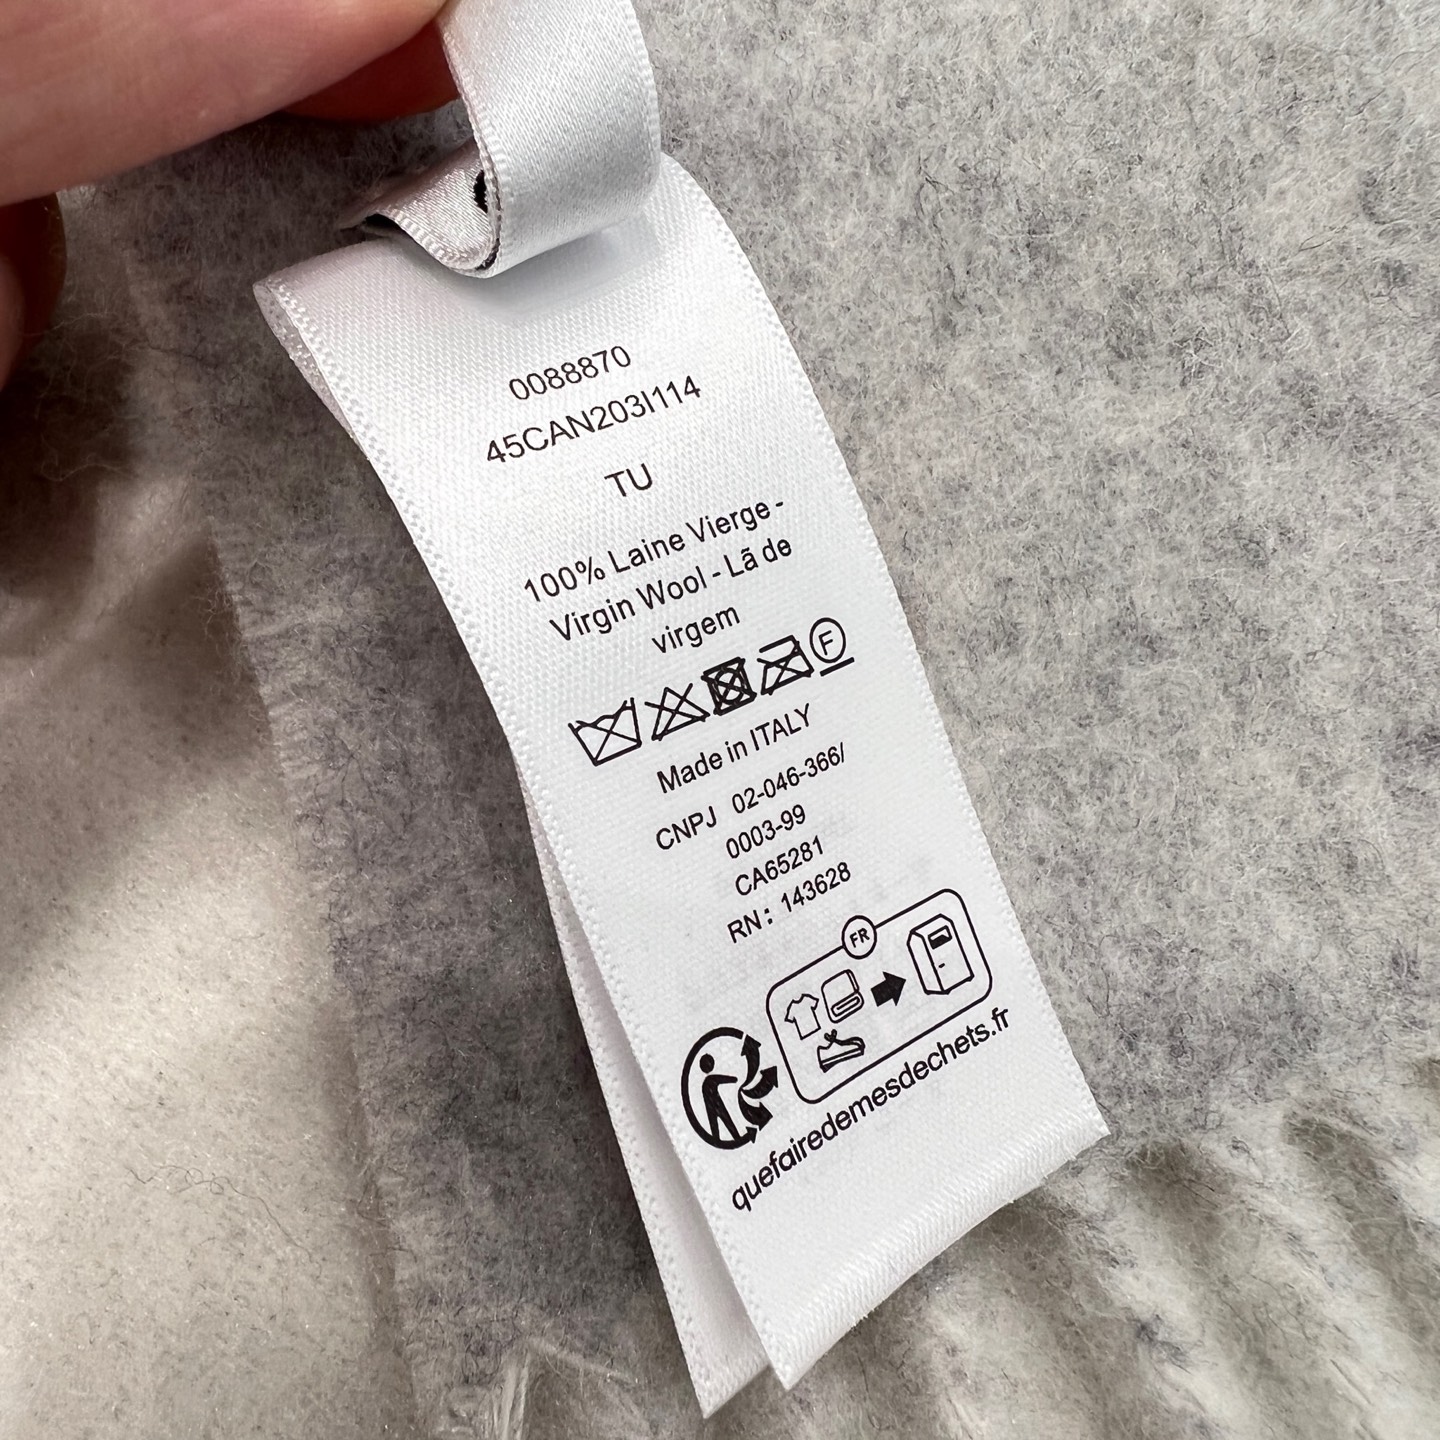 0088870
45CAN203I114
TU
100% Laine Vierge -
Virgin Wool - Lã de
virgem
F
Made in ITALY
CNPJ 02-046-366/
0003-99
CA65281
RN: 143628
FR
quefairedemesdechets.fr